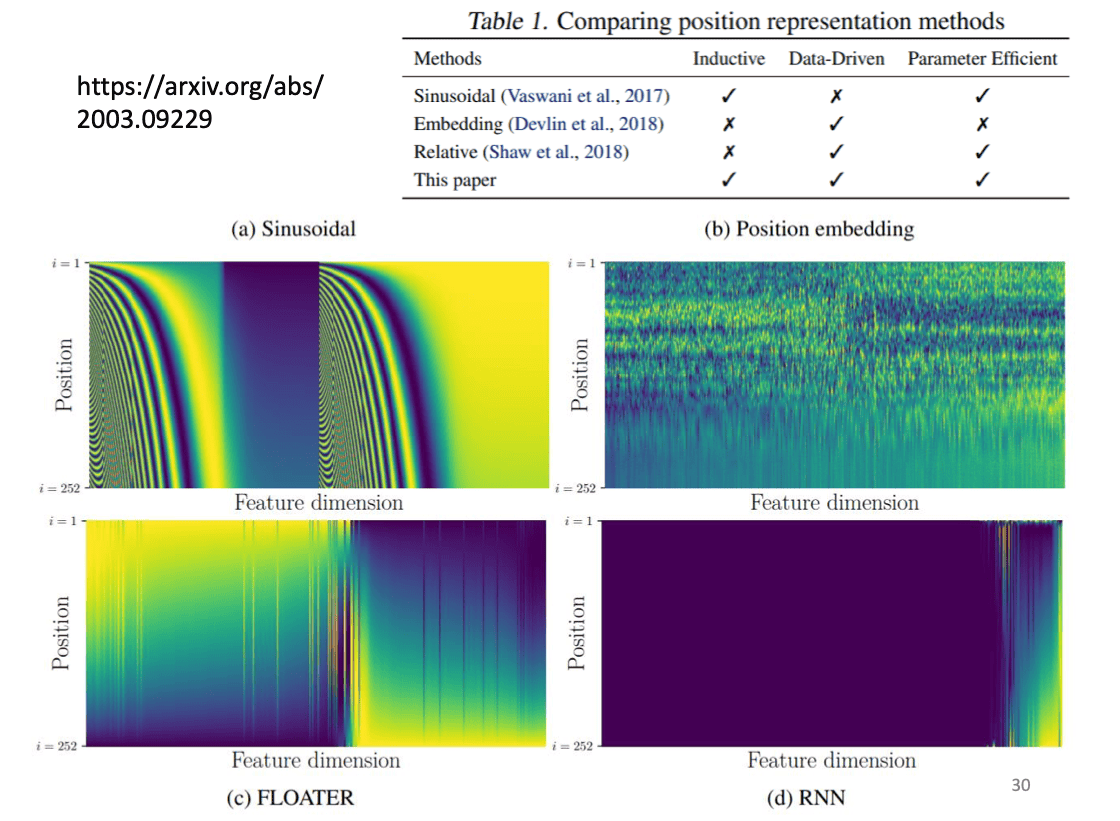 Table 1. Comparing position representation methods
Methods Inductive Data-Driven Parameter Efficient
Sinusoidal (Vaswani et al., 2017) ✓ ✗ ✓
Embedding (Devlin et al., 2018) ✗ ✓ ✗
Relative (Shaw et al., 2018) ✗ ✓ ✓
This paper ✓ ✓ ✓
https://arxiv.org/abs/
2003.09229
(a) Sinusoidal
i = 1
Position
i = 252
Feature dimension
(b) Position embedding
i = 1
Position
i = 252
Feature dimension
i = 1
Position
i = 252
Feature dimension
(c) FLOATER
i = 1
Position
i = 252
Feature dimension
(d) RNN
30